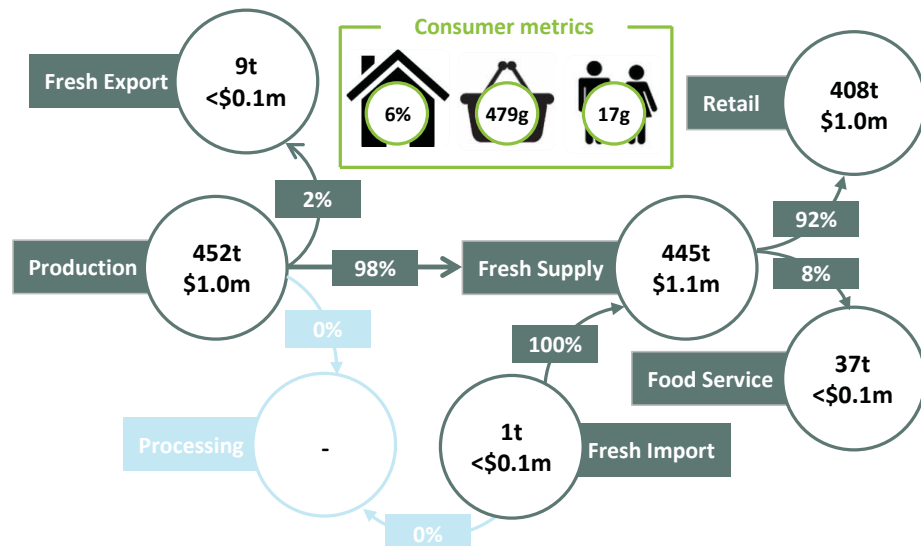 Consumer metrics
6%
479g
17g
Fresh Export
9t
<$0.1m
Retail
408t
$1.0m
2%
92%
Production
452t
$1.0m
98%
Fresh Supply
445t
$1.1m
8%
0%
100%
Food Service
37t
<$0.1m
Processing
-
1t
<$0.1m
Fresh Import
0%